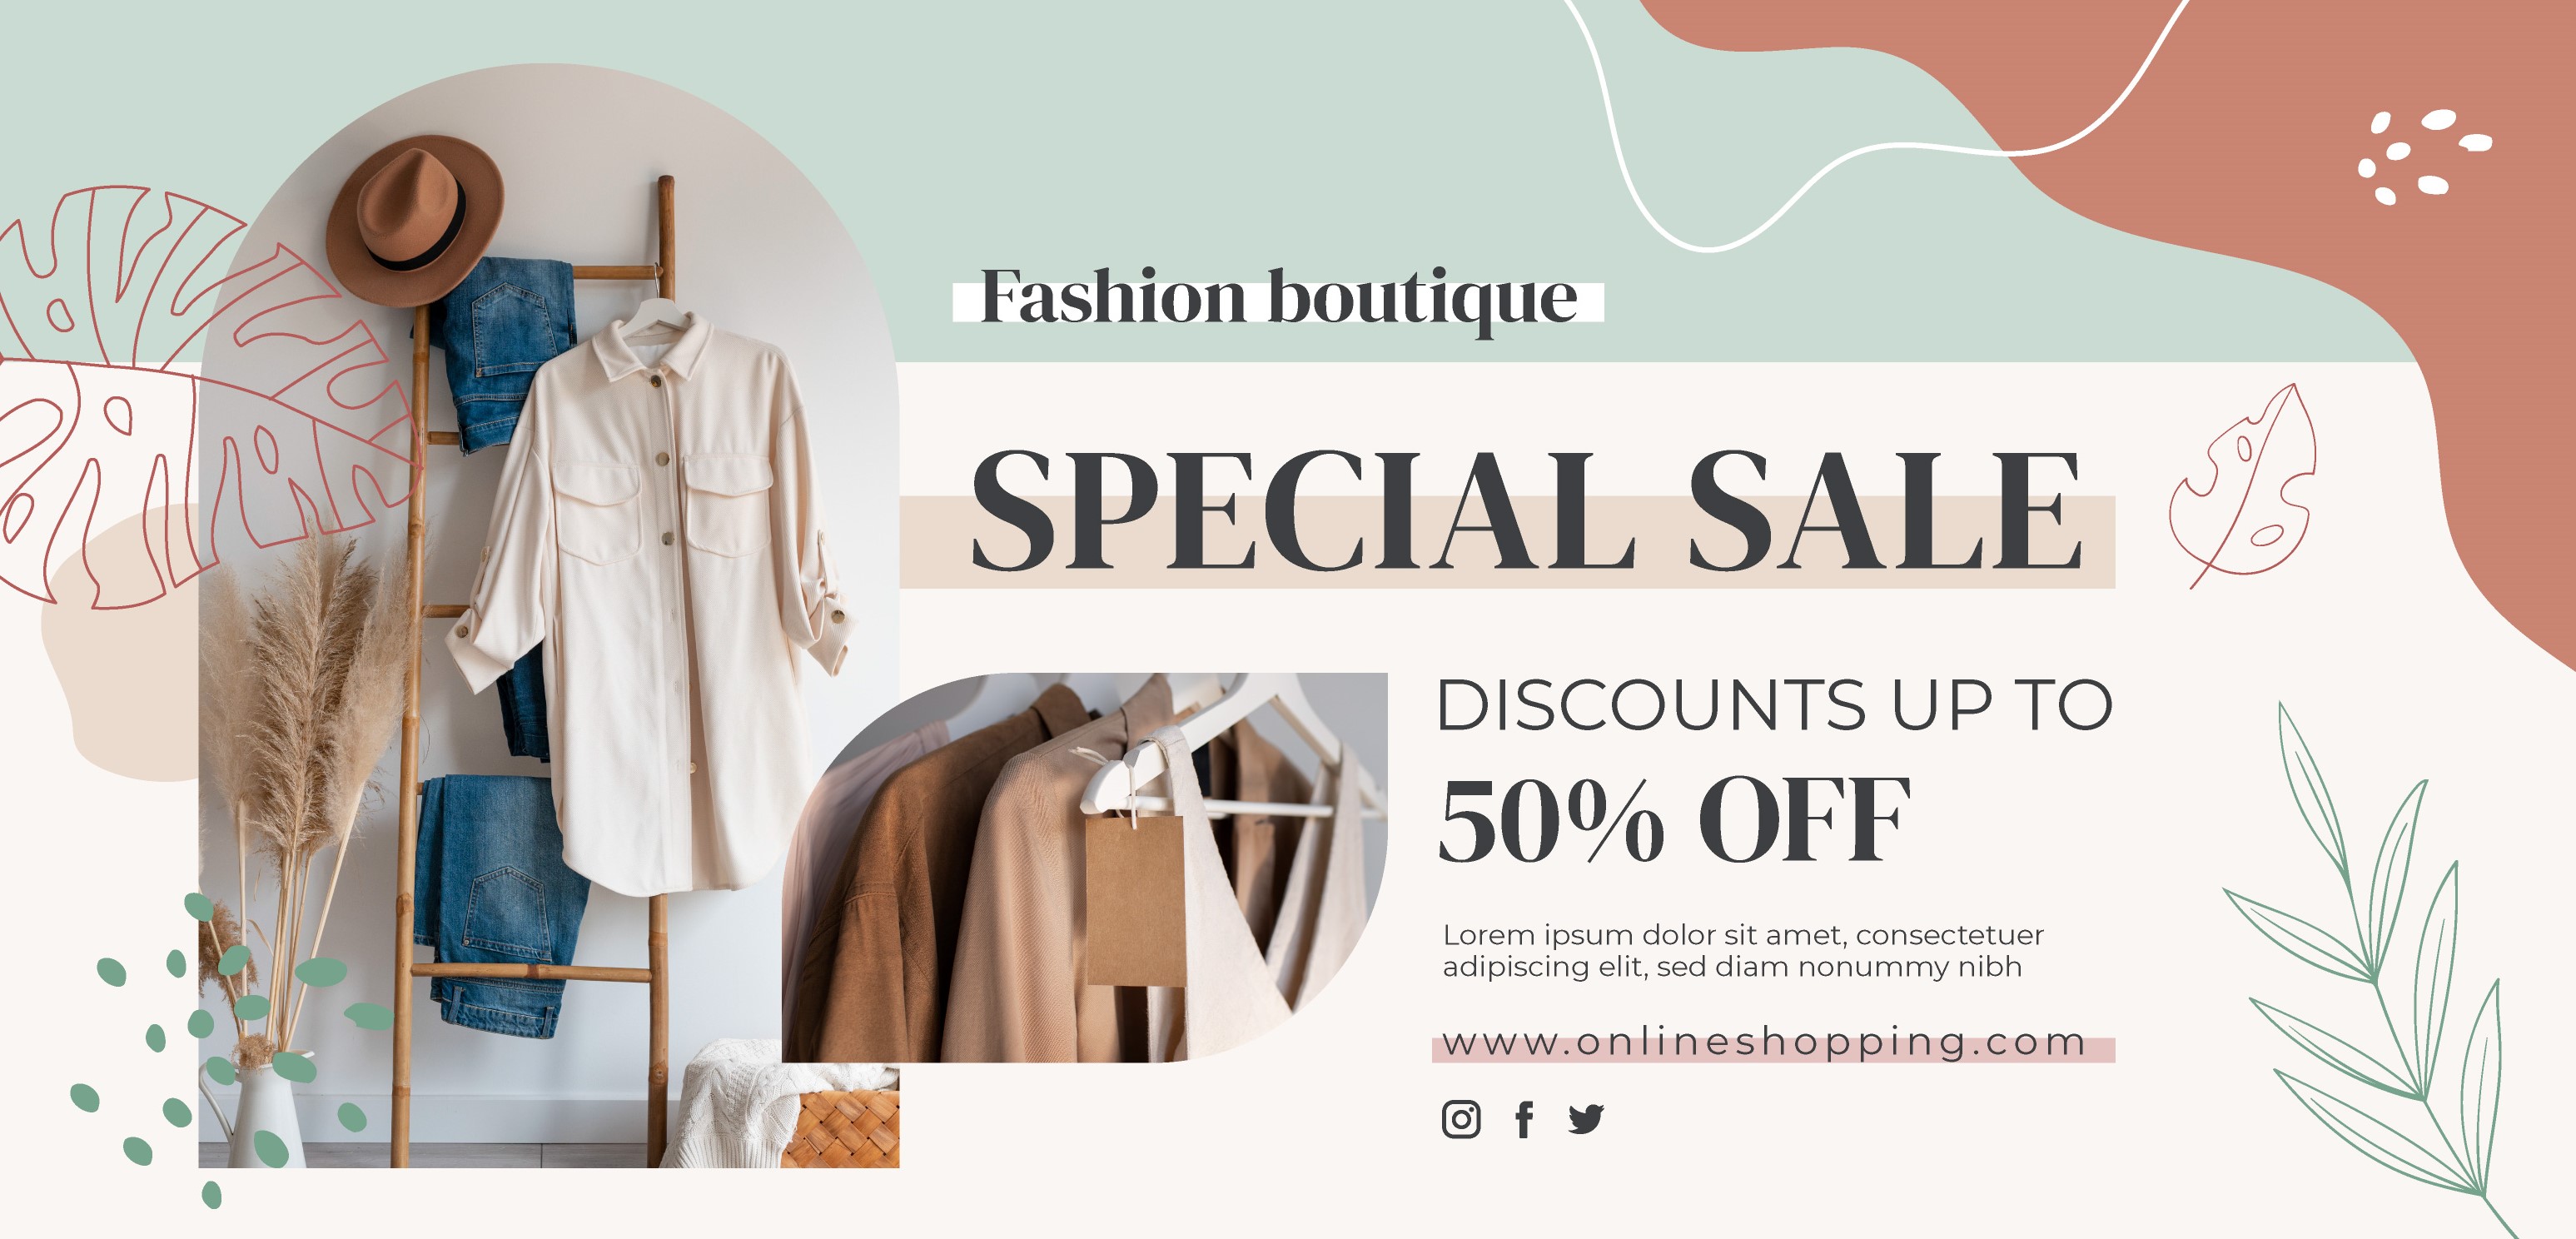 Fashion boutique
SPECIAL SALE
DISCOUNTS UP TO
50% OFF
Lorem ipsum dolor sit amet, consectetuer
adipiscing elit, sed diam nonummy nibh
www.onlineshopping.com